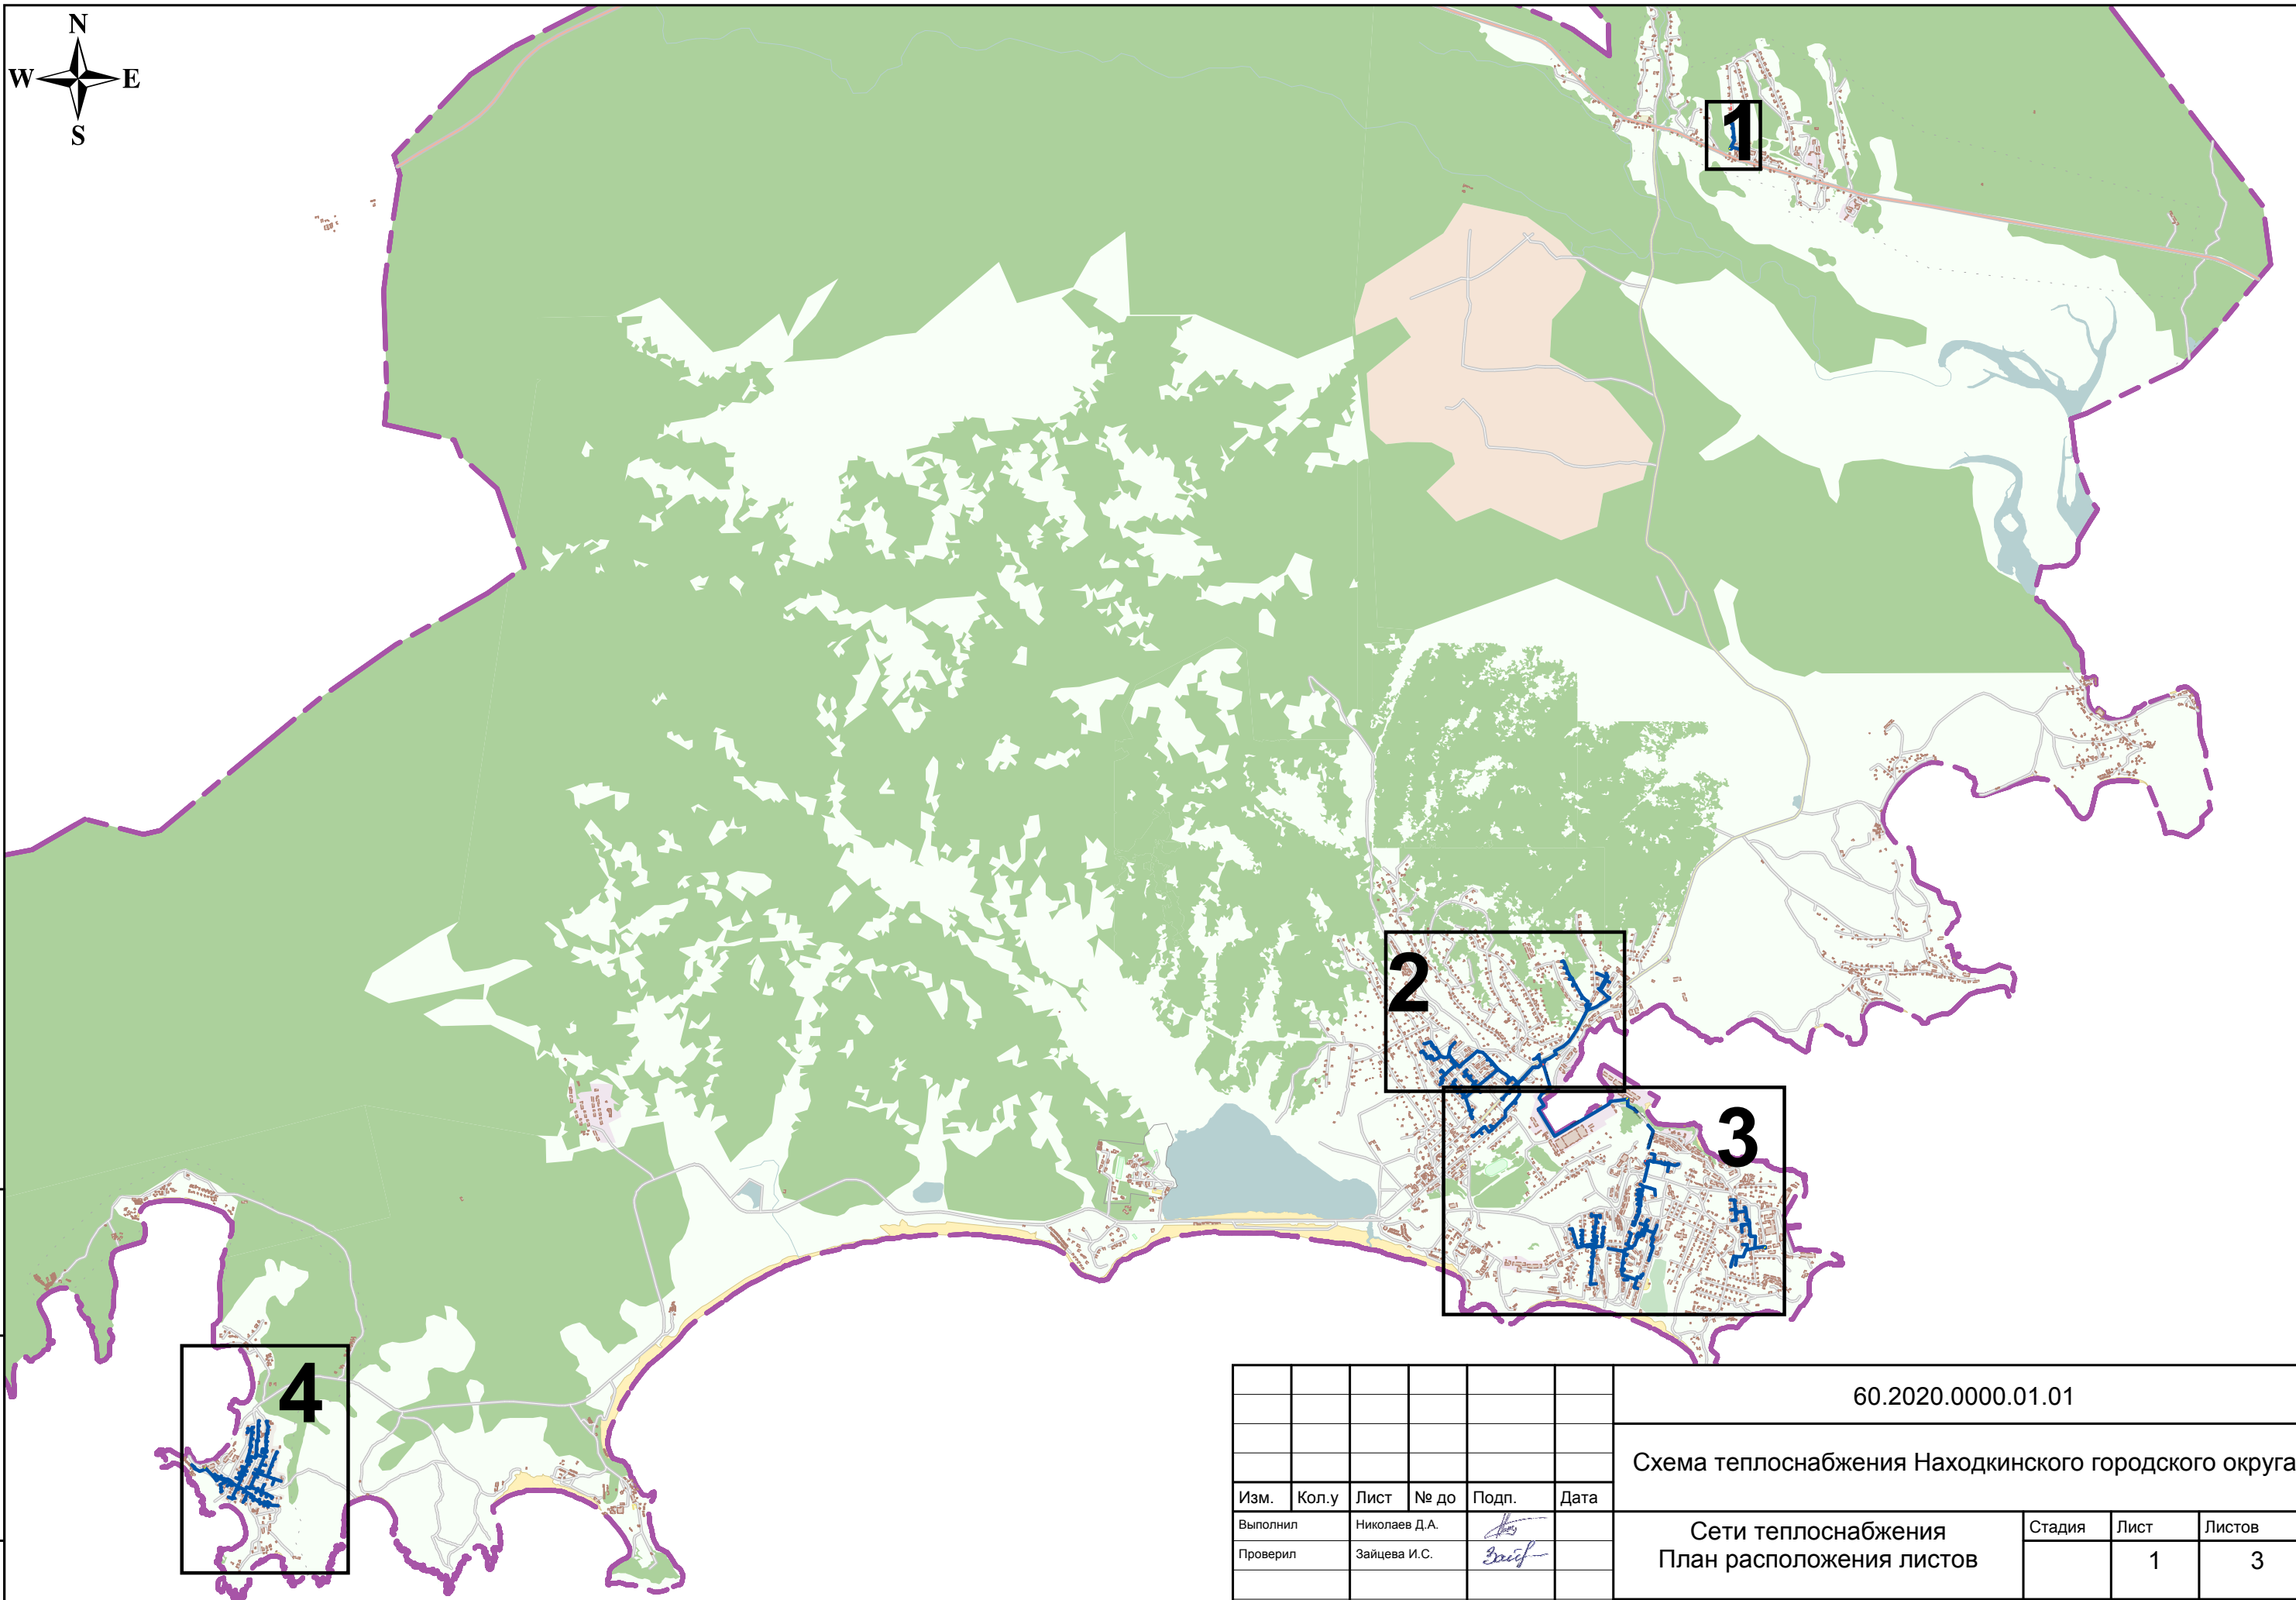 N
W E
S
1
2
3
4
60.2020.0000.01.01
Схема теплоснабжения Находкинского городского округа
Изм. Кол.у Лист № до Подп. Дата
Выполнил Николаев Д.А.
Проверил Зайцева И.С.
Сети теплоснабжения
План расположения листов
Стадия Лист Листов
1 3